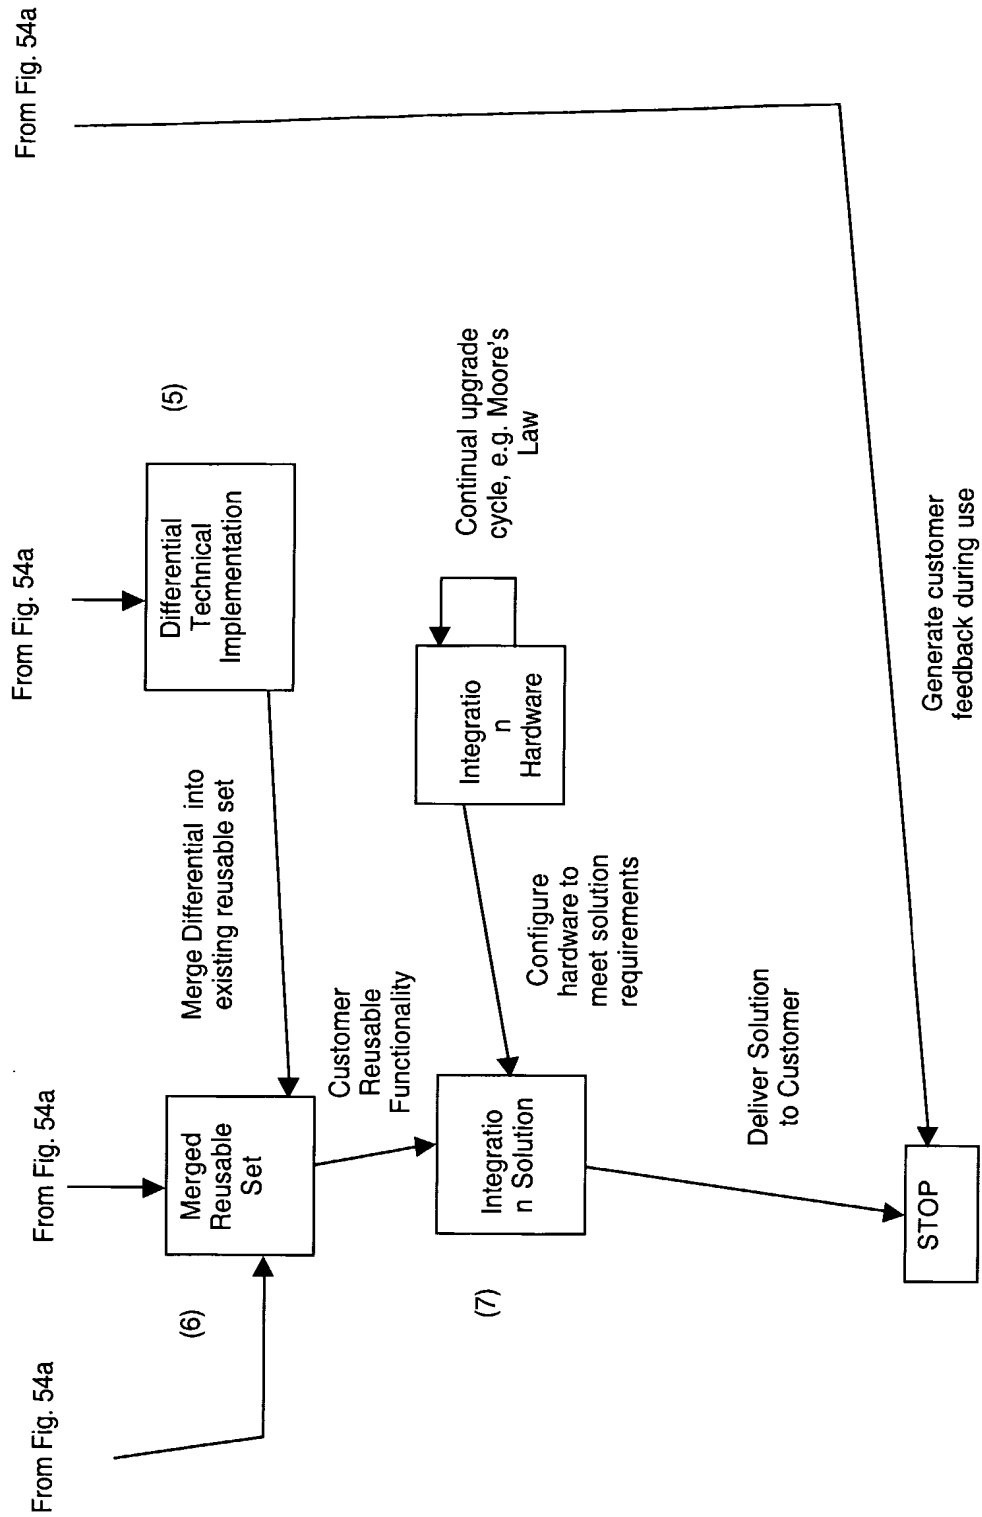 From Fig. 54a
From Fig. 54a
From Fig. 54a
From Fig. 54a
(6)
Merged
Reusable
Set
Merge Differential into
existing reusable set
Differential
Technical
Implementation
(5)
Customer
Reusable
Functionality
(7)
Integratio
n Solution
Configure
hardware to
meet solution
requirements
Integratio
n
Hardware
Continual upgrade
cycle, e.g. Moore's
Law
Deliver Solution
to Customer
STOP
Generate customer
feedback during use